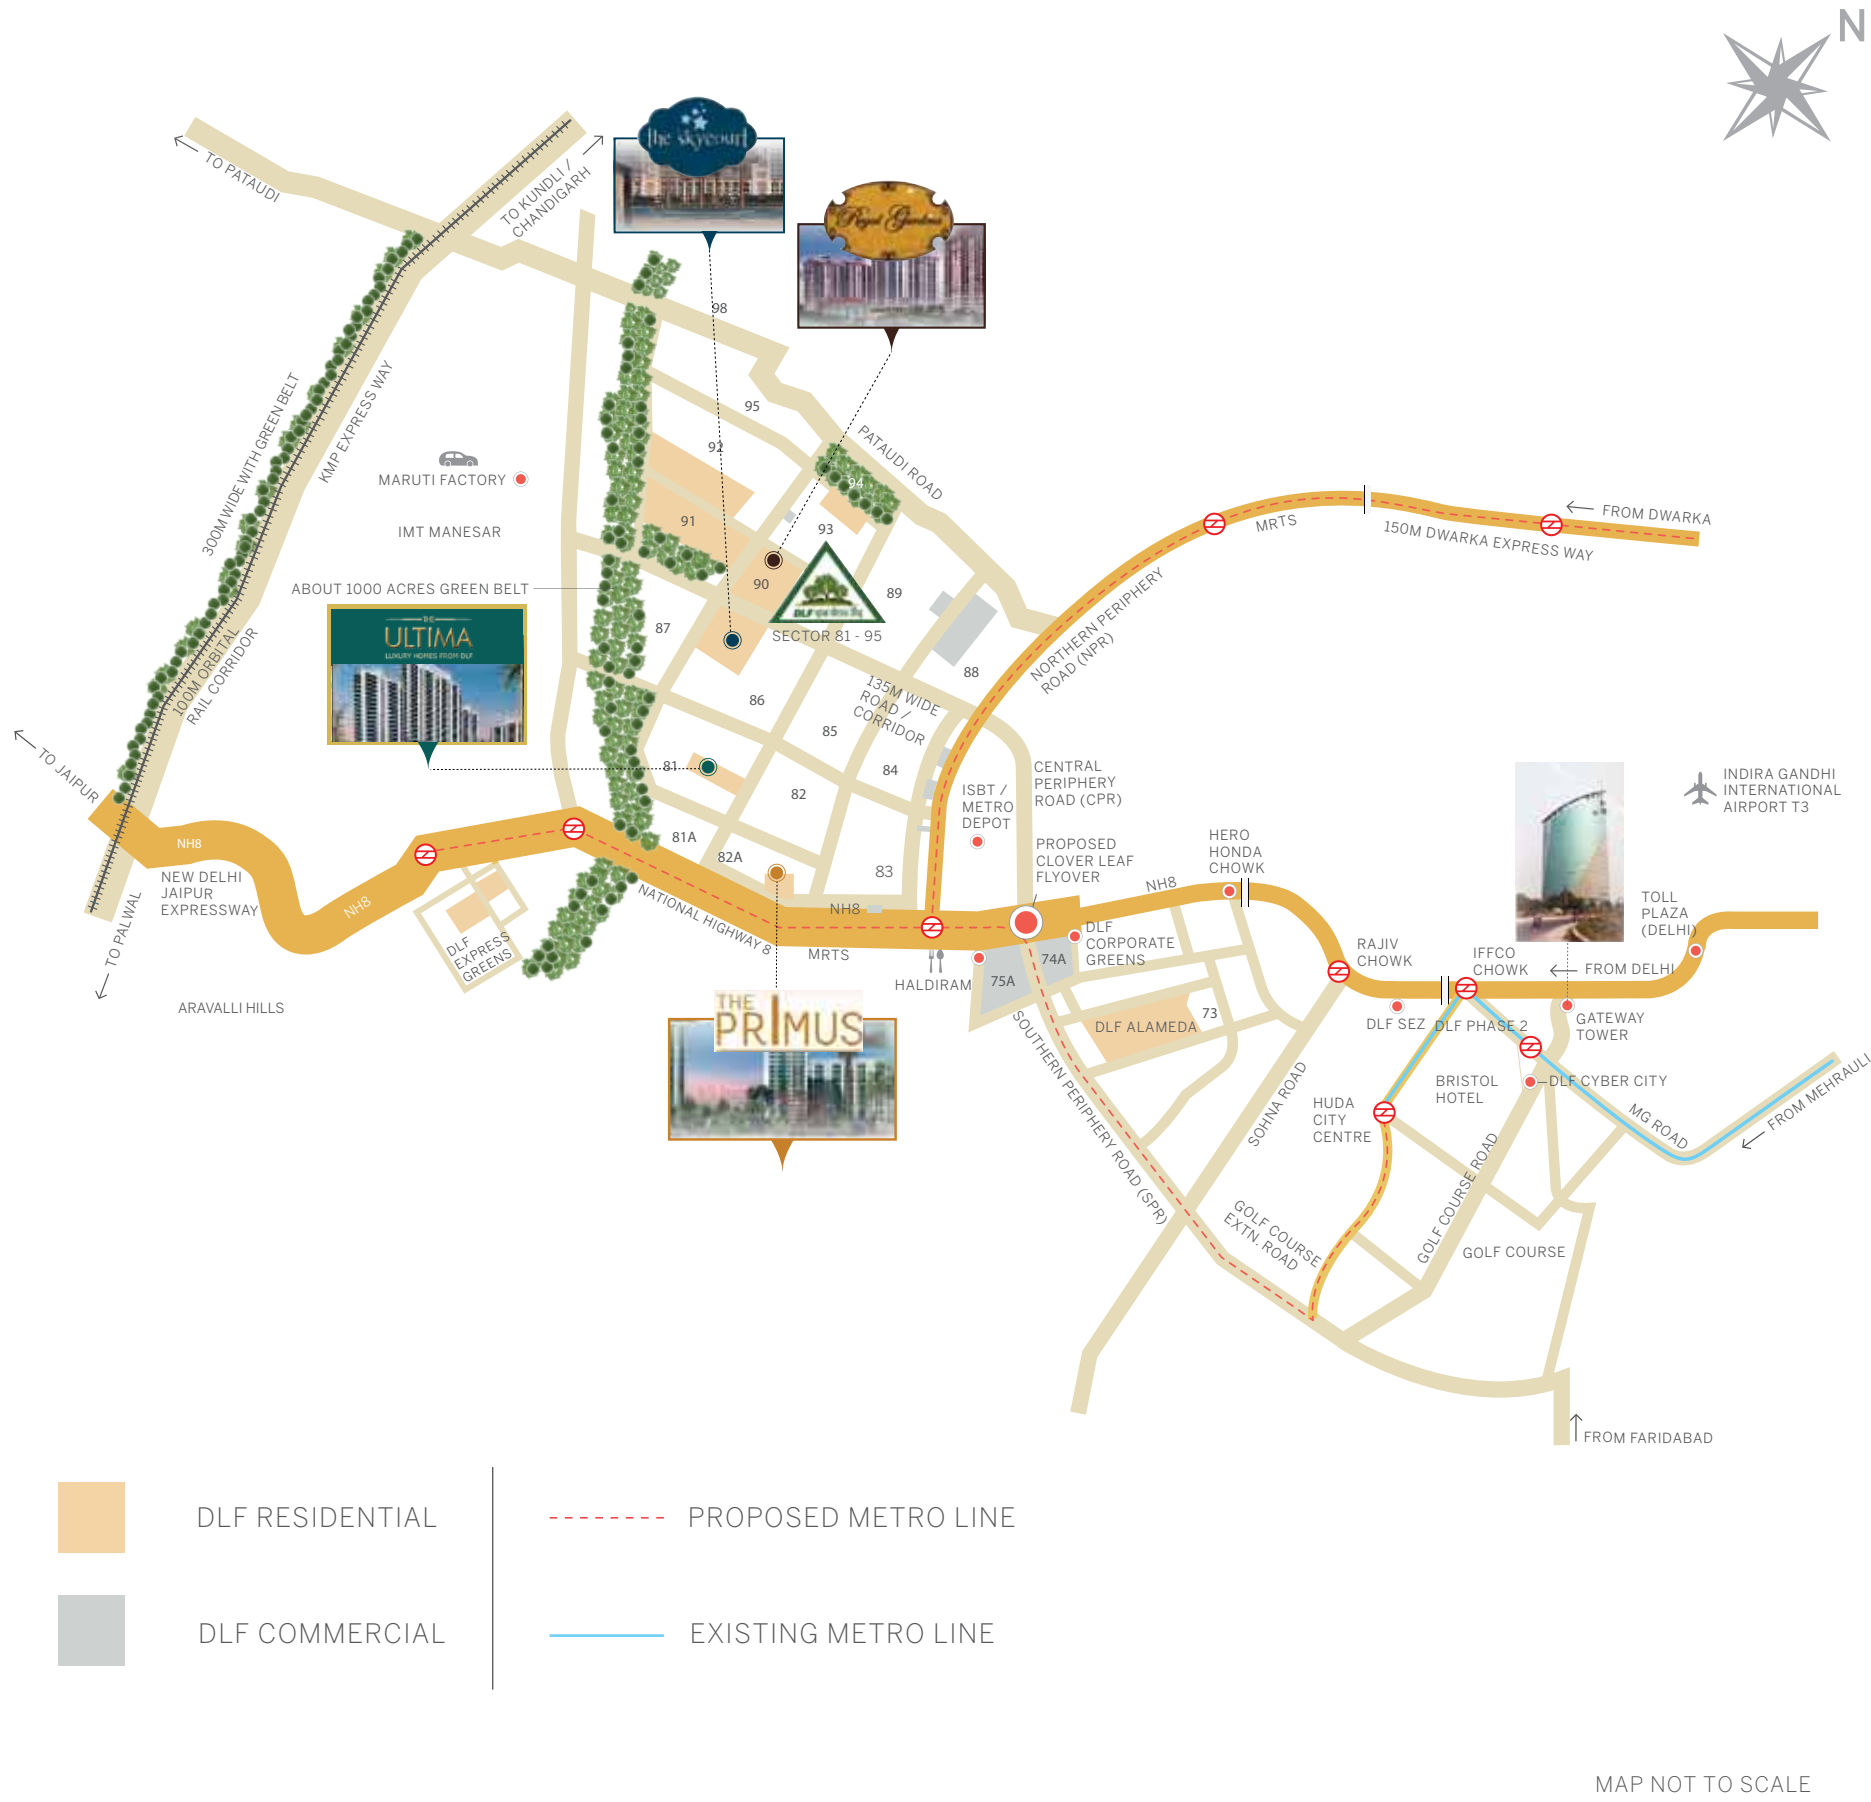 N
TO PATAUDI
TO KUNDLI /
CHANDIGARH
the skycourt
Regal Gardens
98
95
92
PATAUDI ROAD
94
91
93
90
89
87
88
86
85
84
81
82
81A
82A
83
300M WIDE WITH GREEN BELT
KMP EXPRESS WAY
MARUTI FACTORY
IMT MANESAR
ABOUT 1000 ACRES GREEN BELT
THE
ULTIMA
LUXURY HOMES FROM DLF
100M ORBITAL
RAIL CORRIDOR
DLF
SECTOR 81 - 95
135M WIDE
ROAD /
CORRIDOR
NORTHERN PERIPHERY
ROAD (NPR)
MRTS
150M DWARKA EXPRESS WAY
FROM DWARKA
TO JAIPUR
NH8
NEW DELHI
JAIPUR
EXPRESSWAY
TO PALWAL
NH8
DLF
EXPRESS
GREENS
ARAVALLI HILLS
NATIONAL HIGHWAY 8
NH8
MRTS
ISBT /
METRO
DEPOT
CENTRAL
PERIPHERY
ROAD (CPR)
PROPOSED
CLOVER LEAF
FLYOVER
HALDIRAM
75A
74A
DLF
CORPORATE
GREENS
NH8
HERO
HONDA
CHOWK
DLF ALAMEDA
73
THE
PRIMUS
SOUTHERN PERIPHERY ROAD (SPR)
SOHNA ROAD
RAJIV
CHOWK
IFFCO
CHOWK
FROM DELHI
TOLL
PLAZA
(DELHI)
INDIRA GANDHI
INTERNATIONAL
AIRPORT T3
DLF SEZ
DLF PHASE 2
GATEWAY
TOWER
BRISTOL
HOTEL
DLF CYBER CITY
HUDA
CITY
CENTRE
MG ROAD
FROM MEHRAULI
GOLF COURSE ROAD
GOLF COURSE
EXTN. ROAD
GOLF COURSE
FROM FARIDABAD
DLF RESIDENTIAL
PROPOSED METRO LINE
DLF COMMERCIAL
EXISTING METRO LINE
MAP NOT TO SCALE